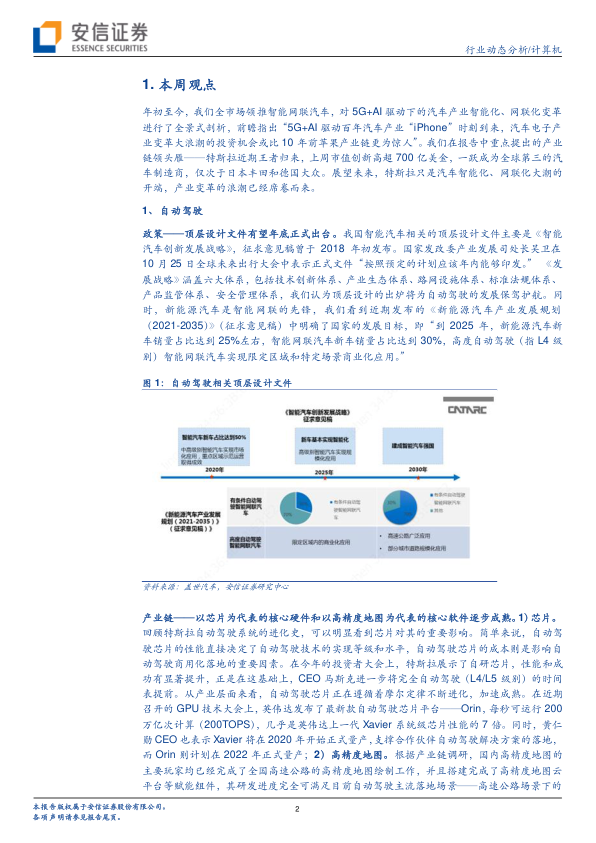 安信证券
ESSENCE SECURITIES
行业动态分析/计算机
1. 本周观点
年初至今，我们全市场领推智能网联汽车，对 5G+AI 驱动下的汽车产业智能化、网联化变革
进行了全景式剖析，前瞻指出“5G+AI 驱动百年汽车产业“iPhone”时刻到来，汽车电子产
业变革大浪潮的投资机会或比 10 年前苹果产业链更为惊人”。我们在报告中重点提出的产业
链领头雁——特斯拉近期王者归来，上周市值创新高超 700 亿美金，一跃成为全球第三的汽
车制造商，仅次于日本丰田和德国大众。展望未来，特斯拉只是汽车智能化、网联化大潮的
开端，产业变革的浪潮已经席卷而来。
1、自动驾驶
政策——顶层设计文件有望年底正式出台。我国智能汽车相关的顶层设计文件主要是《智能
汽车创新发展战略》，征求意见稿曾于 2018 年初发布。国家发改委产业发展司处长吴卫在
10 月 25 日全球未来出行大会中表示正式文件“按照预定的计划应该年内能够印发。” 《发
展战略》涵盖六大体系，包括技术创新体系、产业生态体系、路网设施体系、标准法规体系、
产品监管体系、安全管理体系，我们认为顶层设计的出炉将为自动驾驶的发展保驾护航。同
时，新能源汽车是智能网联的先锋，我们看到近期发布的《新能源汽车产业发展规划
（2021-2035）》（征求意见稿）中明确了国家的发展目标，即“到 2025 年，新能源汽车新
车销量占比达到 25%左右，智能网联汽车新车销量占比达到 30%，高度自动驾驶（指 L4 级
别）智能网联汽车实现限定区域和特定场景商业化应用。”
图 1：自动驾驶相关顶层设计文件
CATARC
《智能汽车创新发展战略》
征求意见稿
智能汽车新车占比达到50%
中高级别智能汽车实现市场
化应用，重点区域示范运营
取得成效
新车基本实现智能化
高级别智能汽车实现规
模化应用
建成智能汽车强国
2020年
2025年
2030年
《新能源汽车产业发展
规划（2021-2035）》
（征求意见稿）
有条件自动驾
驶智能网联汽
车
30%
有条件自动驾
驶智能网联汽
车
有条件自动驾驶
智能网联汽车
其他
高度自动驾驶
智能网联汽车
限定区域内的商业化应用
• 高速公路广泛应用
• 部分城市道路规模化应用
资料来源：盖世汽车，安信证券研究中心
产业链——以芯片为代表的核心硬件和以高精度地图为代表的核心软件逐步成熟。1）芯片。
回顾特斯拉自动驾驶系统的进化史，可以明显看到芯片对其的重要影响。简单来说，自动驾
驶芯片的性能直接决定了自动驾驶技术的实现等级和水平，自动驾驶芯片的成本则是影响自
动驾驶商用化落地的重要因素。在今年的投资者大会上，特斯拉展示了自研芯片，性能和成
功有显著提升，正是在这基础上，CEO 马斯克进一步将完全自动驾驶（L4/L5 级别）的时间
表提前。从产业层面来看，自动驾驶芯片正在遵循着摩尔定律不断进化，加速成熟。在近期
召开的 GPU 技术大会上，英伟达发布了最新款自动驾驶芯片平台——Orin，每秒可运行 200
万亿次计算（200TOPS），几乎是英伟达上一代 Xavier 系统级芯片性能的 7 倍。同时，黄仁
勋 CEO 也表示 Xavier 将在 2020 年开始正式量产，支撑合作伙伴自动驾驶解决方案的落地，
而 Orin 则计划在 2022 年正式量产；2）高精度地图。根据产业链调研，国内高精度地图的
主要玩家均已经完成了全国高速公路的高精度地图绘制工作，并且搭建完成了高精度地图云
平台等赋能组件，其研发进度完全可满足目前自动驾驶主流落地场景——高速公路场景下的
本报告版权属于安信证券股份有限公司。
各项声明请参见报告尾页。
2